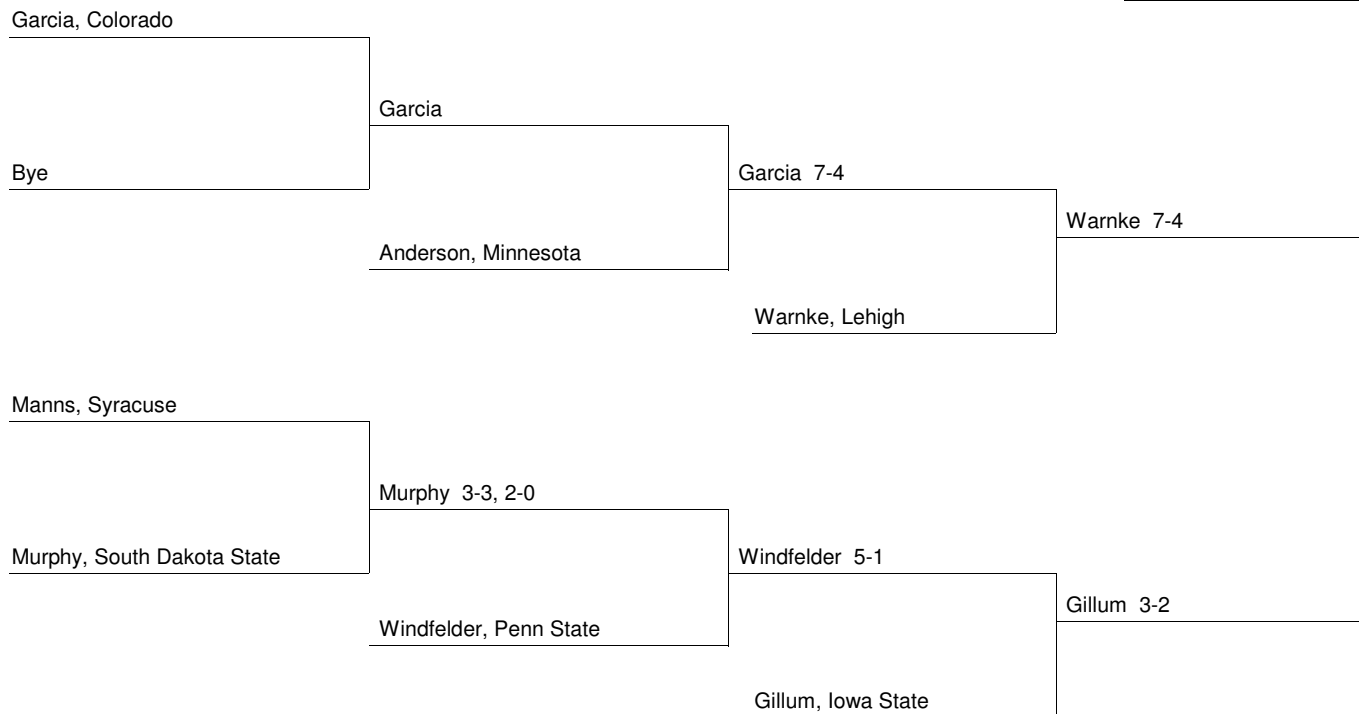 Garcia, Colorado
Garcia
Bye
Garcia 7-4
Warnke 7-4
Anderson, Minnesota
Warnke, Lehigh
Manns, Syracuse
Murphy 3-3, 2-0
Murphy, South Dakota State
Windfelder 5-1
Gillum 3-2
Windfelder, Penn State
Gillum, Iowa State